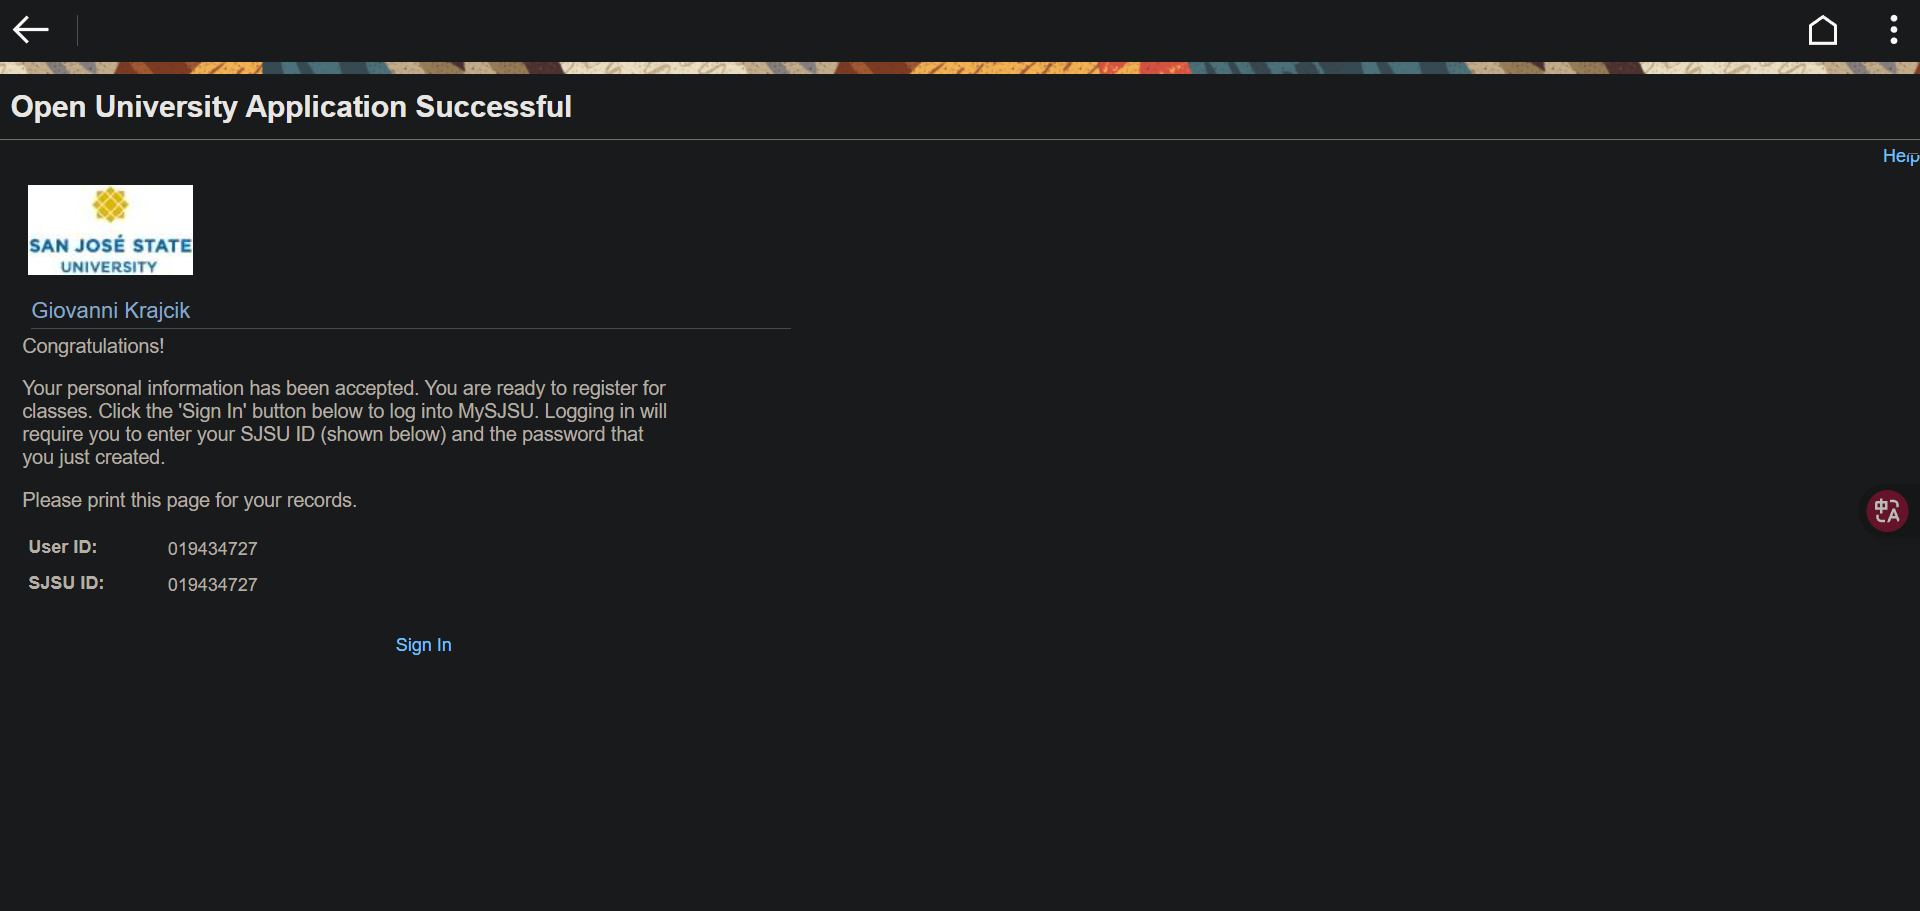 Open University Application Successful
Help
SAN JOSÉ STATE
UNIVERSITY
Giovanni Krajcik
Congratulations!
Your personal information has been accepted. You are ready to register for
classes. Click the 'Sign In' button below to log into MySJSU. Logging in will
require you to enter your SJSU ID (shown below) and the password that
you just created.
Please print this page for your records.
User ID: 019434727
SJSU ID: 019434727
Sign In
中A